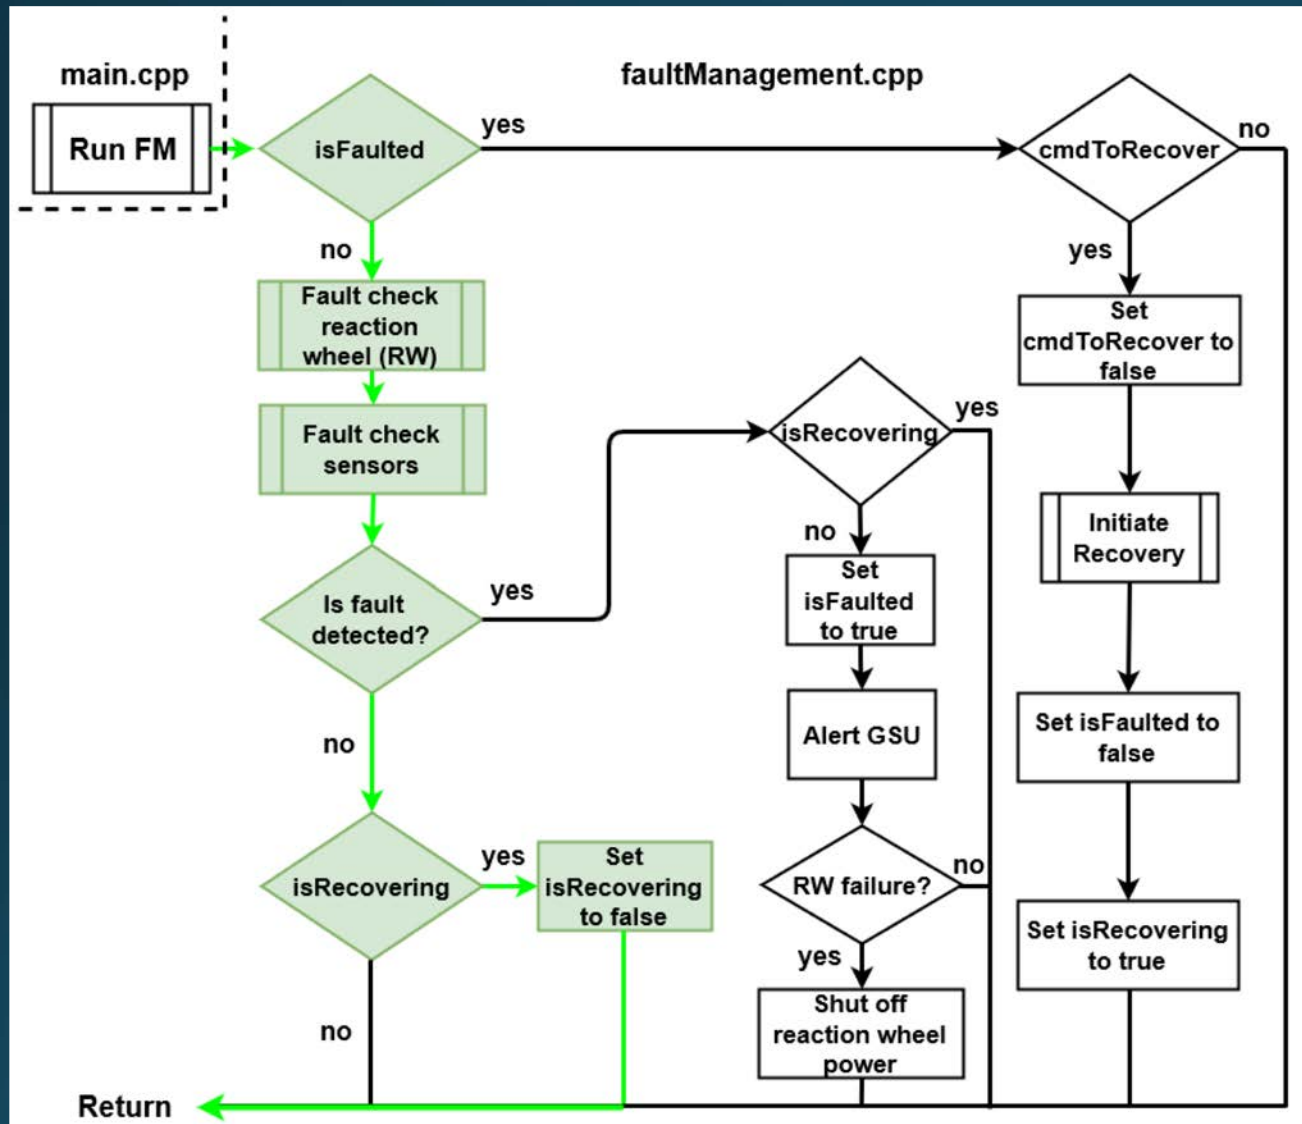 main.cpp
faultManagement.cpp
Run FM
isFaulted
yes
cmdToRecover
no
no
yes
Fault check
reaction
wheel (RW)
Set
cmdToRecover to
false
Fault check
sensors
isRecovering
yes
no
Initiate
Recovery
Is fault
detected?
yes
Set
isFaulted
to true
no
Alert GSU
Set isFaulted to
false
isRecovering
yes
Set
isRecovering
to false
RW failure?
no
yes
Set isRecovering
to true
no
Shut off
reaction wheel
power
Return